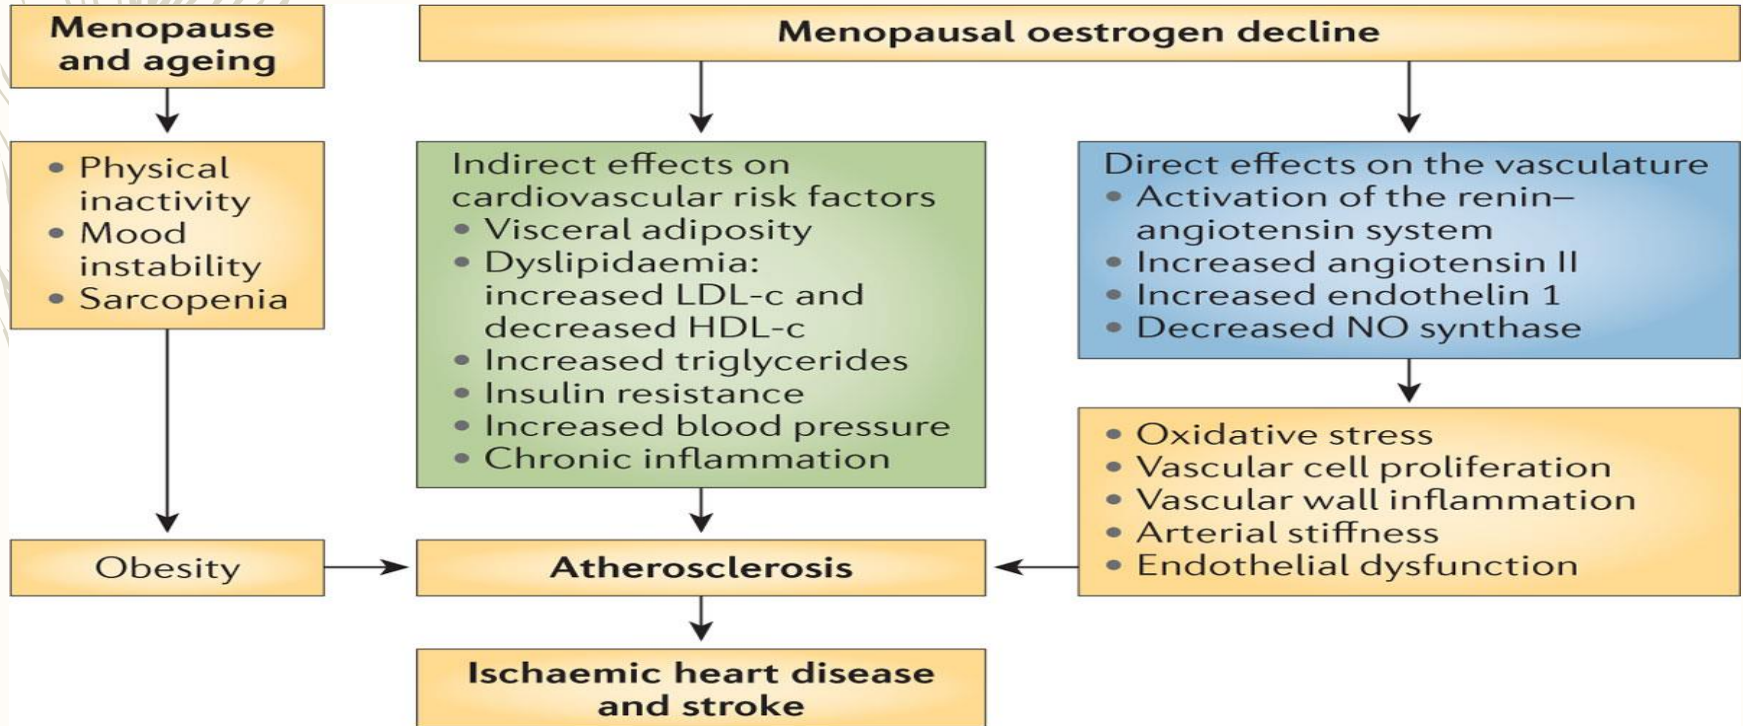 Menopause
and ageing
Menopausal oestrogen decline
• Physical
inactivity
• Mood
instability
• Sarcopenia
Indirect effects on
cardiovascular risk factors
• Visceral adiposity
• Dyslipidaemia:
increased LDL-c and
decreased HDL-c
• Increased triglycerides
• Insulin resistance
• Increased blood pressure
• Chronic inflammation
Direct effects on the vasculature
• Activation of the renin–
angiotensin system
• Increased angiotensin II
• Increased endothelin 1
• Decreased NO synthase
• Oxidative stress
• Vascular cell proliferation
• Vascular wall inflammation
• Arterial stiffness
• Endothelial dysfunction
Obesity
Atherosclerosis
Ischaemic heart disease
and stroke